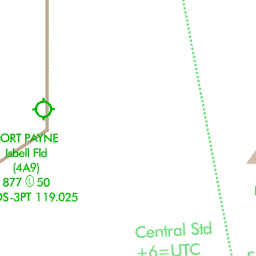 ORT PAYNE
Isbell Fld
(4A9)
877 Ⓛ 50
OS-3PT 119.025
Central Std
+6=UTC